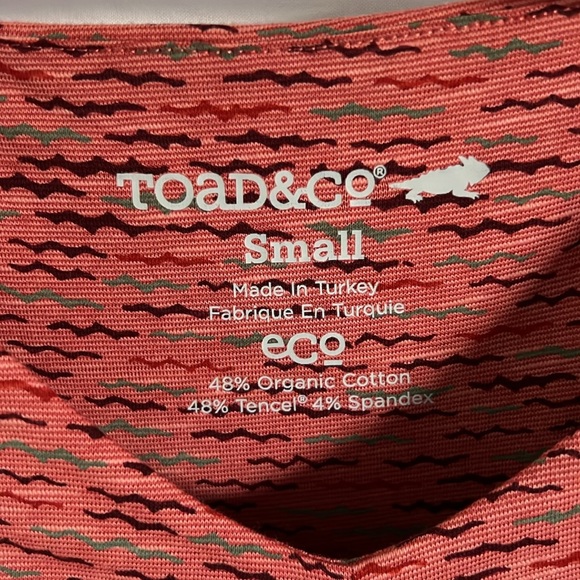 TOAD&CO®
Small
Made In Turkey
Fabrique En Turquie
eco
48% Organic Cotton
48% Tencel® 4% Spandex